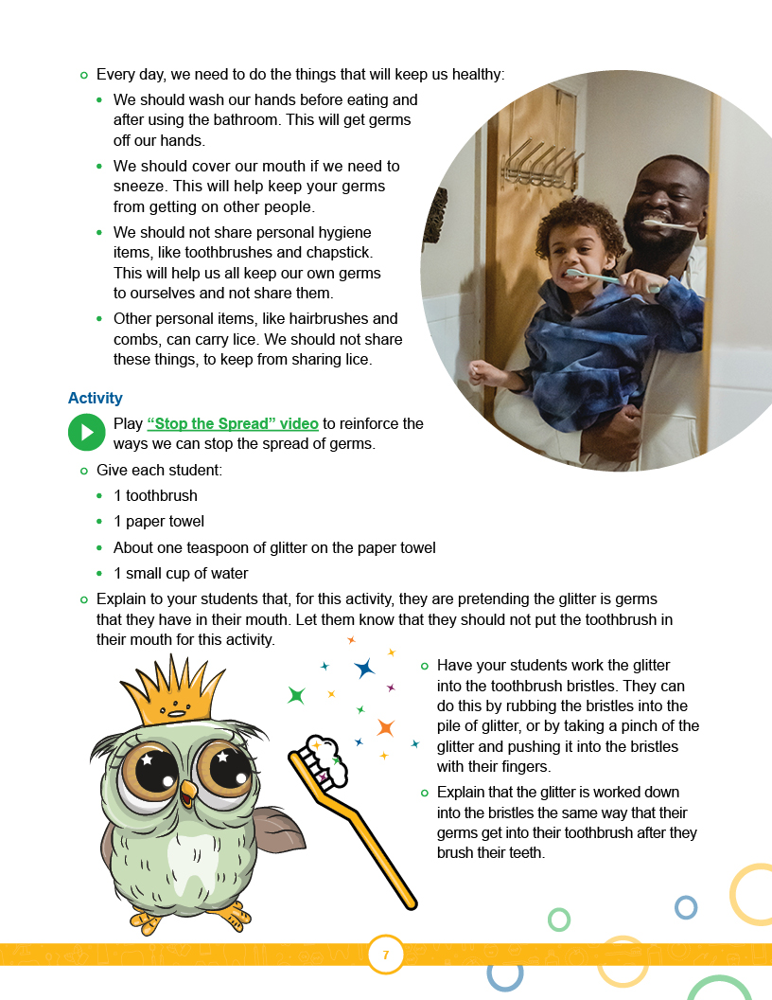 Every day, we need to do the things that will keep us healthy:
We should wash our hands before eating and
after using the bathroom. This will get germs
off our hands.
We should cover our mouth if we need to
sneeze. This will help keep your germs
from getting on other people.
We should not share personal hygiene
items, like toothbrushes and chapstick.
This will help us all keep our own germs
to ourselves and not share them.
Other personal items, like hairbrushes and
combs, can carry lice. We should not share
these things, to keep from sharing lice.
Activity
Play “Stop the Spread” video to reinforce the
ways we can stop the spread of germs.
Give each student:
1 toothbrush
1 paper towel
About one teaspoon of glitter on the paper towel
1 small cup of water
Explain to your students that, for this activity, they are pretending the glitter is germs
that they have in their mouth. Let them know that they should not put the toothbrush in
their mouth for this activity.
Have your students work the glitter
into the toothbrush bristles. They can
do this by rubbing the bristles into the
pile of glitter, or by taking a pinch of the
glitter and pushing it into the bristles
with their fingers.
Explain that the glitter is worked down
into the bristles the same way that their
germs get into their toothbrush after they
brush their teeth.
7